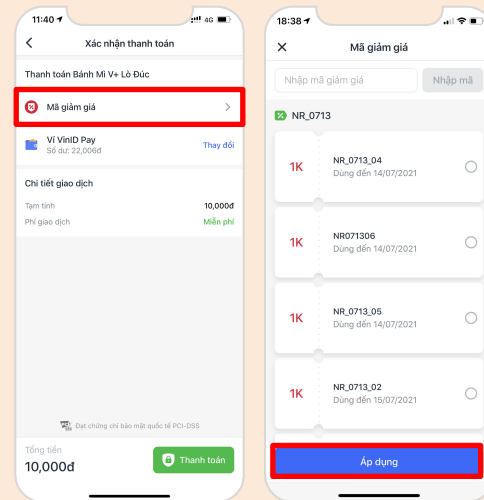 11:40
4G
Xác nhận thanh toán
Thanh toán Bánh Mì V+ Lò Đúc
Mã giảm giá
Ví VinID Pay
Số dư: 22,006đ
Thay đổi
Chi tiết giao dịch
Tạm tính
10,000đ
Phí giao dịch
Miễn phí
Đạt chứng chỉ bảo mật quốc tế PCI-DSS
Tổng tiền
10,000đ
Thanh toán
18:38
Mã giảm giá
Nhập mã giảm giá
Nhập mã
NR_0713
1K
NR_0713_04
Dùng đến 14/07/2021
1K
NR071306
Dùng đến 14/07/2021
1K
NR_0713_05
Dùng đến 14/07/2021
1K
NR_0713_02
Dùng đến 15/07/2021
Áp dụng